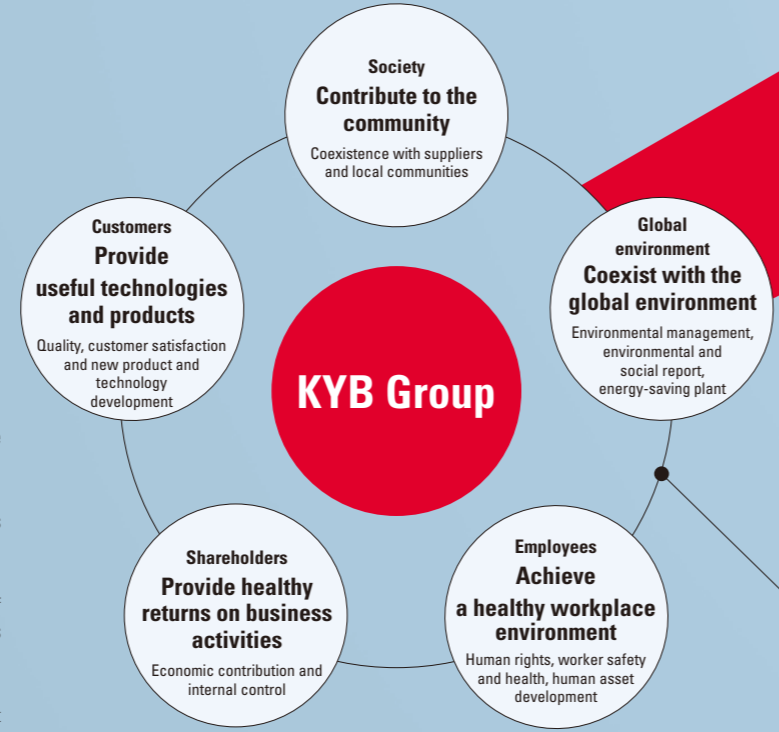 Society
Contribute to the
community
Coexistence with suppliers
and local communities
Customers
Provide
useful technologies
and products
Quality, customer satisfaction
and new product and
technology
development
Global
environment
Coexist with the
global environment
Environmental management,
environmental and
social report,
energy-saving plant
KYB Group
Shareholders
Provide healthy
returns on business
activities
Economic contribution and
internal control
Employees
Achieve
a healthy workplace
environment
Human rights, worker safety
and health, human asset
development